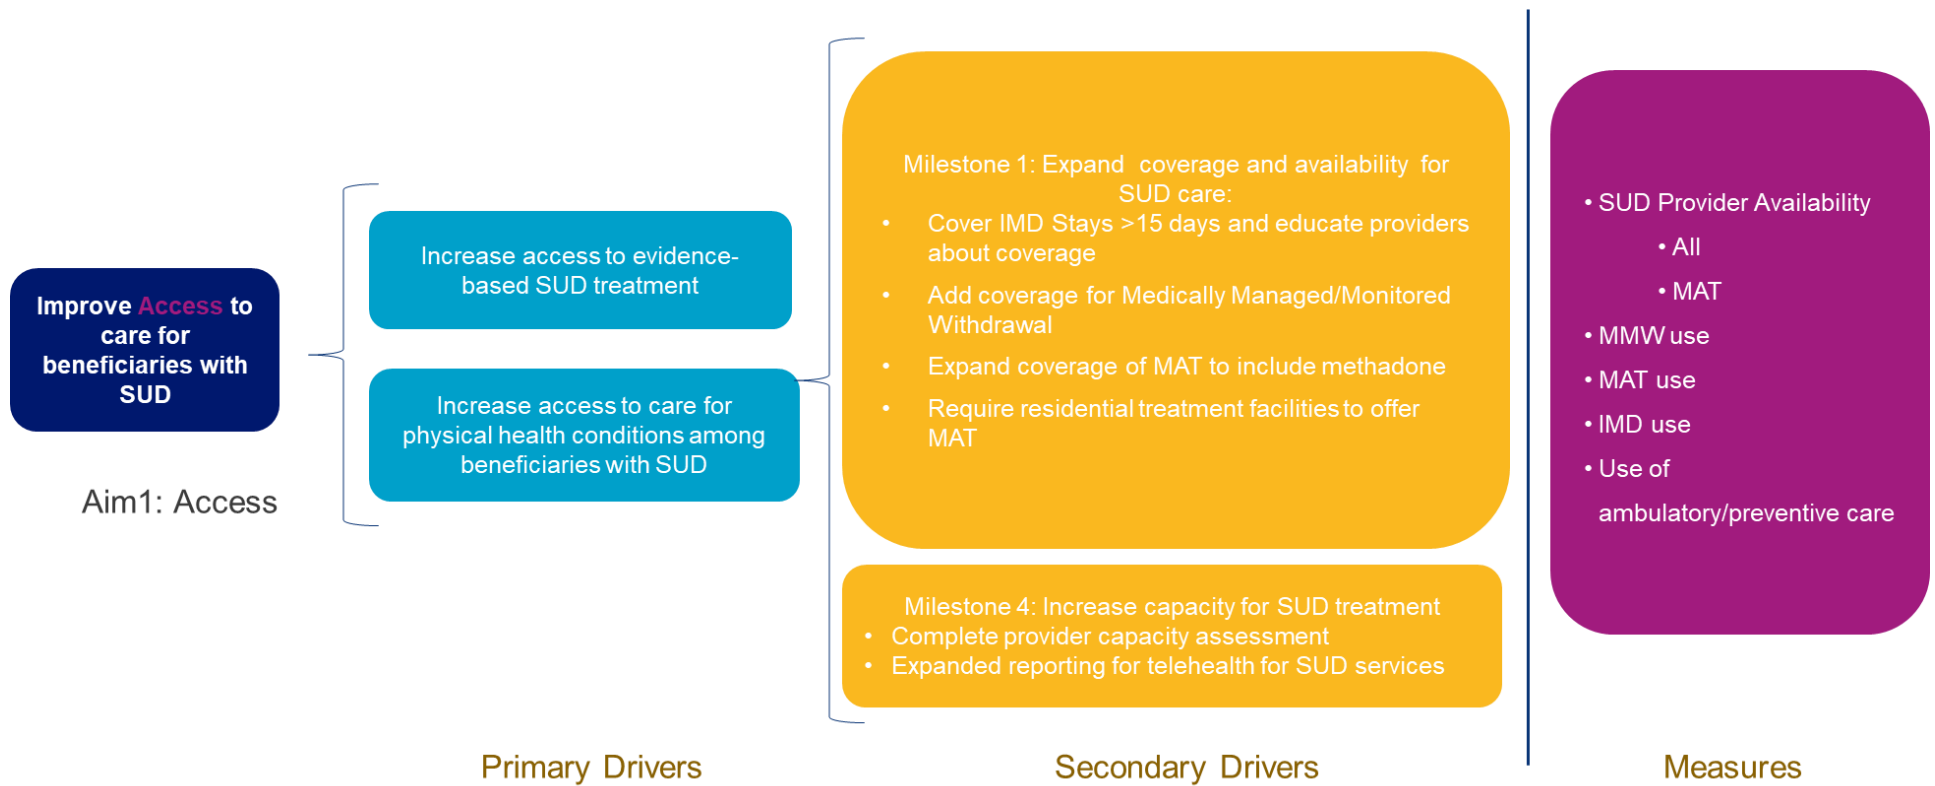 Improve Access to
care for
beneficiaries with
SUD
Aim1: Access
Increase access to evidence-
based SUD treatment
Increase access to care for
physical health conditions among
beneficiaries with SUD
Primary Drivers
Milestone 1: Expand coverage and availability for
SUD care:
• Cover IMD Stays >15 days and educate providers
about coverage
• Add coverage for Medically Managed/Monitored
Withdrawal
• Expand coverage of MAT to include methadone
• Require residential treatment facilities to offer
MAT
Milestone 4: Increase capacity for SUD treatment
• Complete provider capacity assessment
• Expanded reporting for telehealth for SUD services
Secondary Drivers
• SUD Provider Availability
• All
• MAT
• MMW use
• MAT use
• IMD use
• Use of
ambulatory/preventive care
Measures